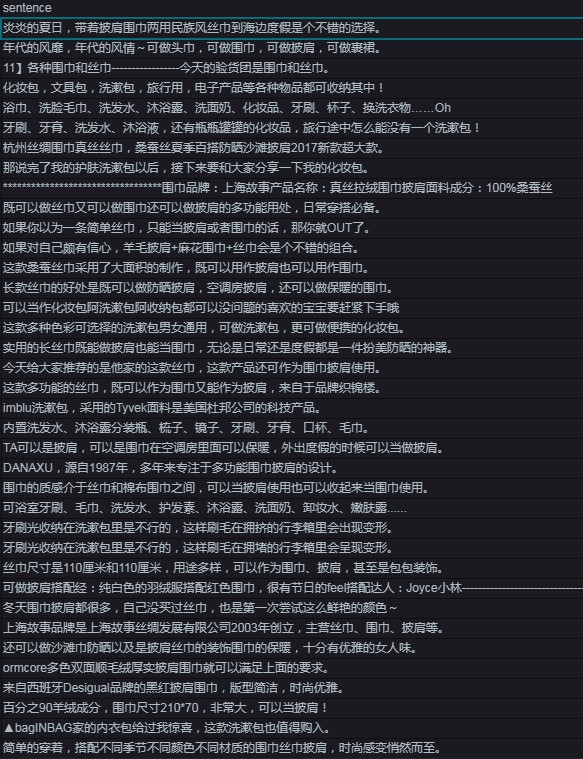 sentence
炎炎的夏日，带着披肩围巾两用民族风丝巾到海边度假是个不错的选择。
年代的风靡，年代的风情～可做头巾，可做围巾，可做披肩，可做裹裙。
11】各种围巾和丝巾-----------------今天的验货团是围巾和丝巾。
化妆包，文具包，洗漱包，旅行用，电子产品等各种物品都可收纳其中！
浴巾、洗脸毛巾、洗发水、沐浴露、洗面奶、化妆品、牙刷、杯子、换洗衣物……Oh
牙刷、牙膏、洗发水、沐浴液，还有瓶瓶罐罐的化妆品，旅行途中怎么能没有一个洗漱包！
杭州丝绸围巾真丝丝巾，桑蚕丝夏季百搭防晒沙滩披肩2017新款超大款。
那说完了我的护肤洗漱包以后，接下来要和大家分享一下我的化妆包。
**********************************围巾品牌：上海故事产品名称：真丝拉绒围巾披肩面料成分：100%桑蚕丝
既可以做丝巾又可以做围巾还可以做披肩的多功能用处，日常穿搭必备。
如果你以为一条简单丝巾，只能当披肩或者围巾的话，那你就OUT了。
如果对自己颇有信心，羊毛披肩+麻花围巾+丝巾会是个不错的组合。
这款桑蚕丝巾采用了大面积的制作，既可以用作披肩也可以用作围巾。
长款丝巾的好处是既可以做防晒披肩，空调房披肩，还可以做保暖的围巾。
可以当作化妆包阿洗漱包阿收纳包都可以没问题的喜欢的宝宝要赶紧下手哦
这款多种色彩可选择的洗漱包男女通用，可做洗漱包，更可做便携的化妆包。
实用的长丝巾既能做披肩也能当围巾，无论是日常还是度假都是一件扮美防晒的神器。
今天给大家推荐的是他家的这款丝巾，这款产品还可作为围巾披肩使用。
这款多功能的丝巾，既可以作为围巾又能作为披肩，来自于品牌织锦楼。
imblu洗漱包，采用的Tyvek面料是美国杜邦公司的科技产品。
内置洗发水、沐浴露分装瓶、梳子、镜子、牙刷、牙膏、口杯、毛巾。
TA可以是披肩，可以是围巾在空调房里面可以保暖，外出度假的时候可以当做披肩。
DANAXU，源自1987年，多年来专注于多功能围巾披肩的设计。
围巾的质感介于丝巾和棉布围巾之间，可以当披肩使用也可以收起来当围巾使用。
可浴室牙刷、毛巾、洗发水、护发素、沐浴露、洗面奶、卸妆水、嫩肤露......
牙刷光收纳在洗漱包里是不行的，这样刷毛在拥挤的行李箱里会出现变形。
牙刷光收纳在洗漱包里是不行的，这样刷毛在拥堵的行李箱里会呈现变形。
丝巾尺寸是110厘米和110厘米，用途多样，可以作为围巾、披肩，甚至是包包装饰。
可做披肩搭配经：纯白色的羽绒服搭配红色围巾，很有节日的feel搭配达人：Joyce小林--------------------------------
冬天围巾披肩都很多，自己没买过丝巾，也是第一次尝试这么鲜艳的颜色～
上海故事品牌是上海故事丝绸发展有限公司2003年创立，主营丝巾、围巾、披肩等。
还可以做沙滩巾防晒以及是披肩丝巾的装饰围巾的保暖，十分有优雅的女人味。
ormcore多色双面顺毛绒厚实披肩围巾就可以满足上面的要求。
来自西班牙Desigual品牌的黑红披肩围巾，版型简洁，时尚优雅。
百分之90羊绒成分，围巾尺寸210*70，非常大，可以当披肩！
▲bagINBAG家的内衣包给过我惊喜，这款洗漱包也值得购入。
简单的穿着，搭配不同季节不同颜色不同材质的围巾丝巾披肩，时尚感变悄然而至。